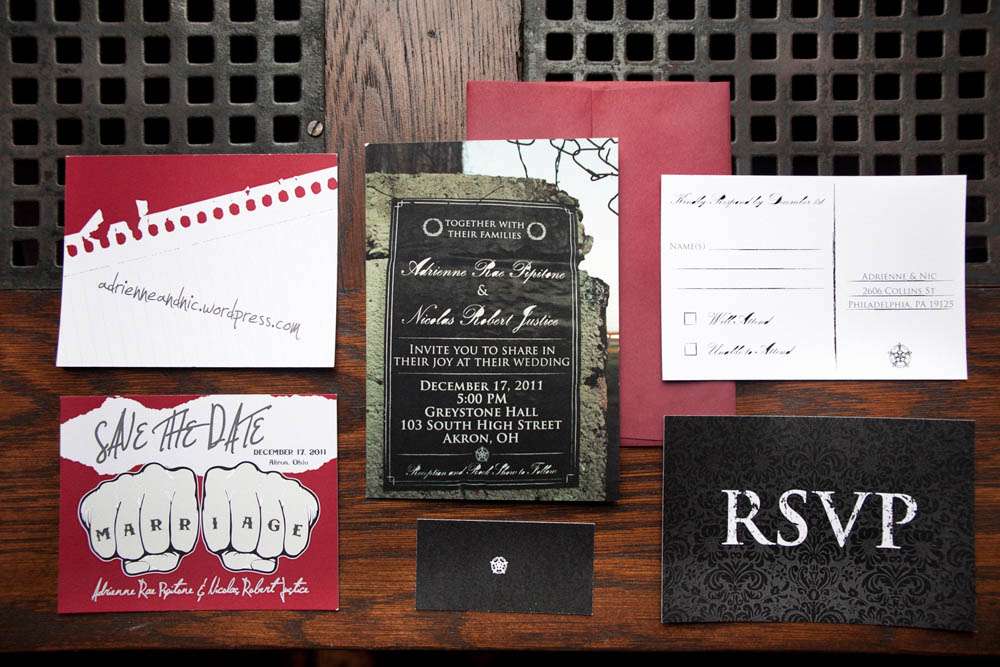 adrienneandnic.wordpress.com
SAVE THE DATE
DECEMBER 17, 2011
Akron, Ohio
MARRIAGE
Adrienne Rae Pipitone & Nicolas Robert Justice
TOGETHER WITH
THEIR FAMILIES
Adrienne Rae Pipitone
&
Nicolas Robert Justice
INVITE YOU TO SHARE IN
THEIR JOY AT THEIR WEDDING
DECEMBER 17, 2011
5:00 PM
GREYSTONE HALL
103 SOUTH HIGH STREET
AKRON, OH
Reception and Rock Show to Follow
Kindly Respond by December 1st
NAME(S)
Will Attend
Unable to Attend
ADRIENNE & NIC
2606 COLLINS ST
PHILADELPHIA, PA 19125
RSVP